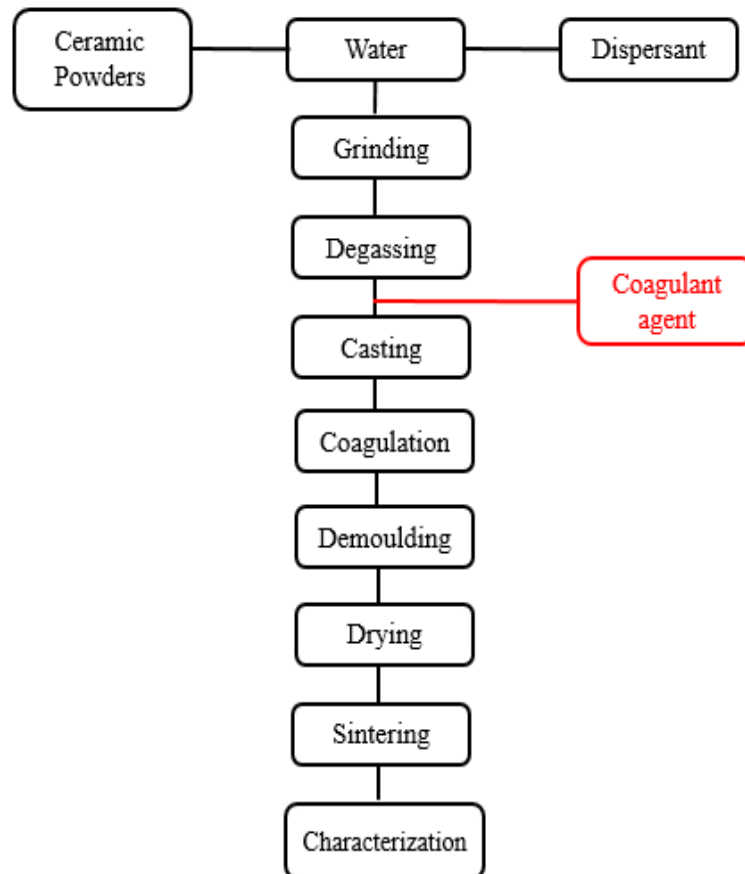 Ceramic
Powders
Water
Dispersant
Grinding
Degassing
Coagulant
agent
Casting
Coagulation
Demoulding
Drying
Sintering
Characterization